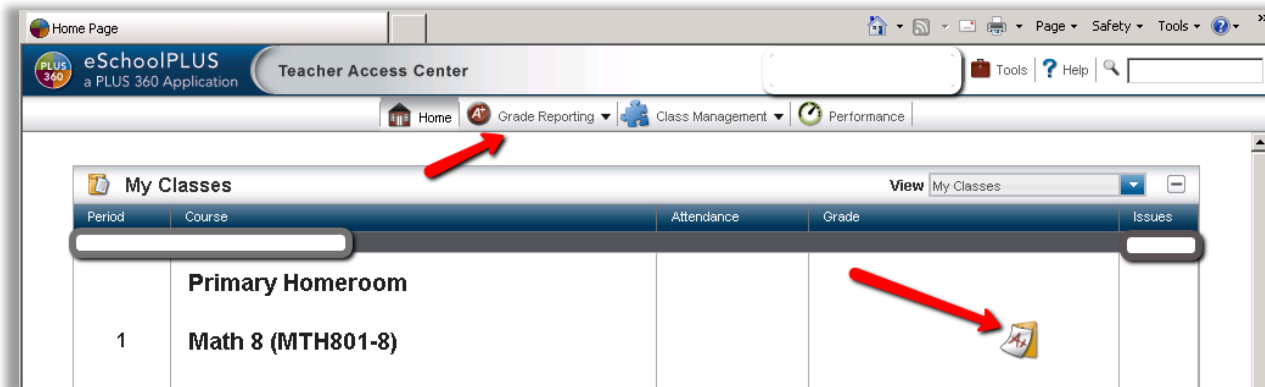 Home Page Page Safety Tools »
PLUS 360 eSchoolPLUS
a PLUS 360 Application
Teacher Access Center Tools ? Help
Home A+ Grade Reporting Class Management Performance
My Classes View My Classes
Period Course Attendance Grade Issues
Primary Homeroom
1 Math 8 (MTH801-8) A+